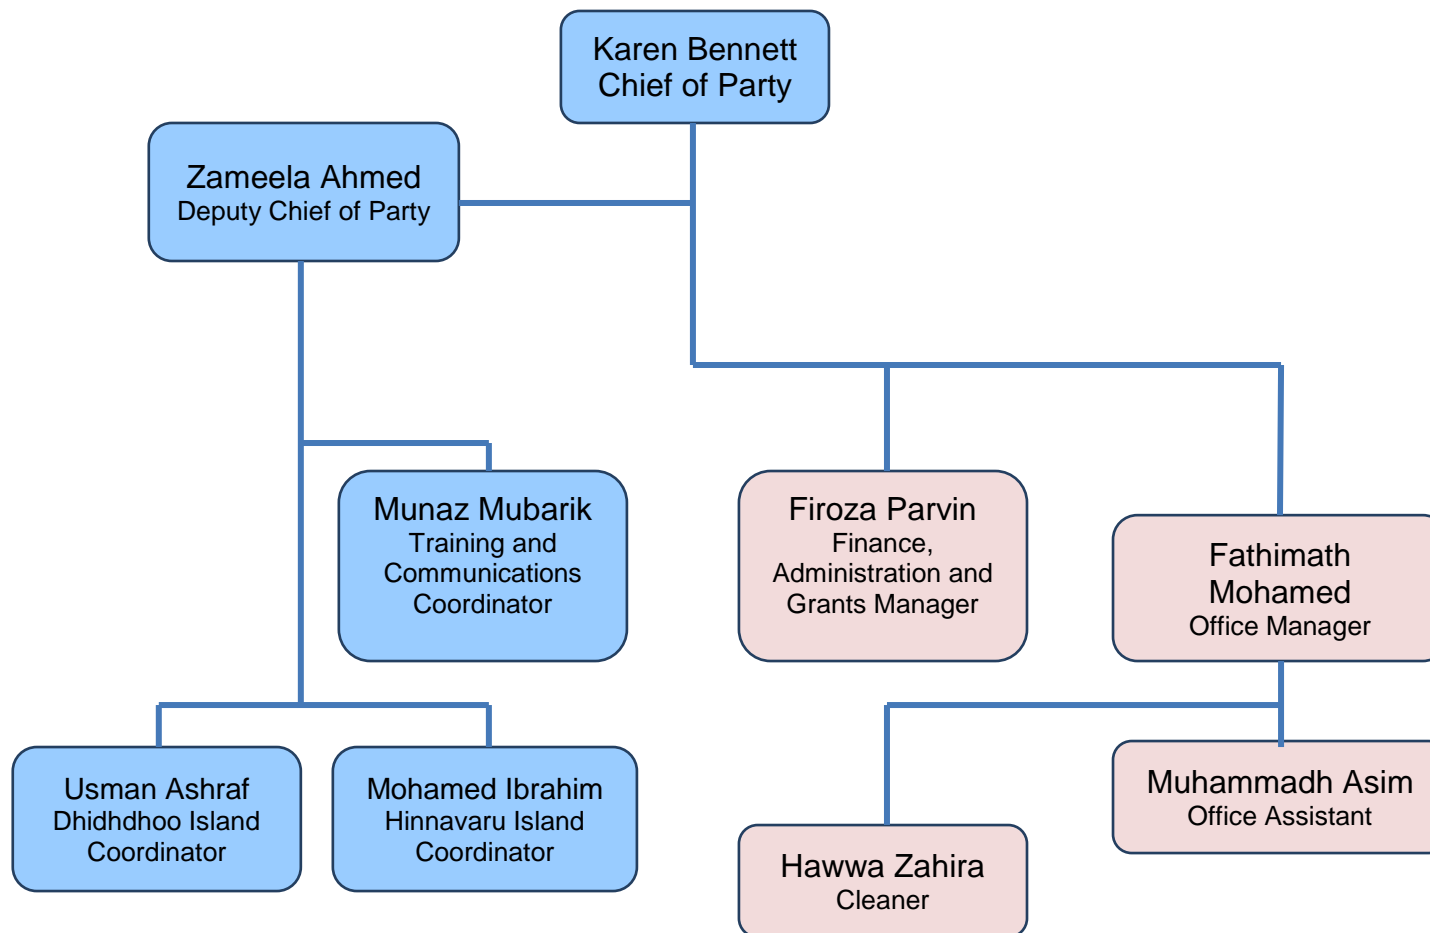 Karen Bennett
Chief of Party
Zameela Ahmed
Deputy Chief of Party
Munaz Mubarik
Training and
Communications
Coordinator
Firoza Parvin
Finance,
Administration and
Grants Manager
Fathimath
Mohamed
Office Manager
Usman Ashraf
Dhidhdhoo Island
Coordinator
Mohamed Ibrahim
Hinnavaru Island
Coordinator
Hawwa Zahira
Cleaner
Muhammadh Asim
Office Assistant